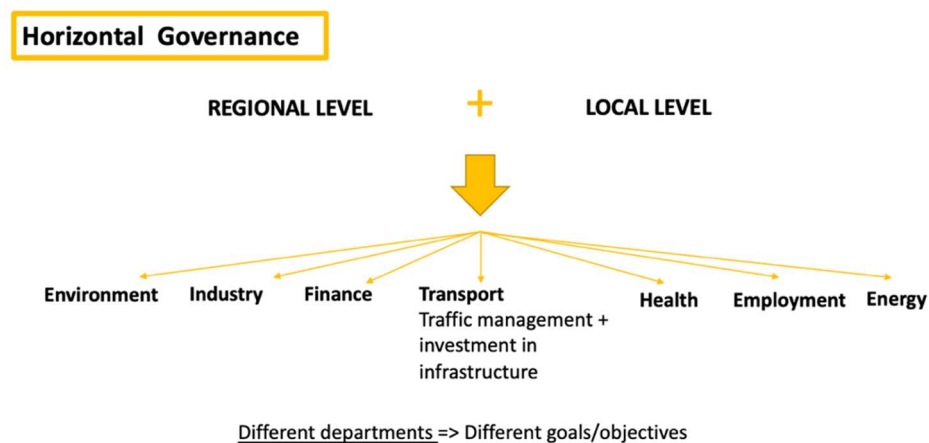 Horizontal Governance
REGIONAL LEVEL + LOCAL LEVEL
Environment Industry Finance Transport Health Employment Energy
Traffic management +
investment in
infrastructure
Different departments => Different goals/objectives